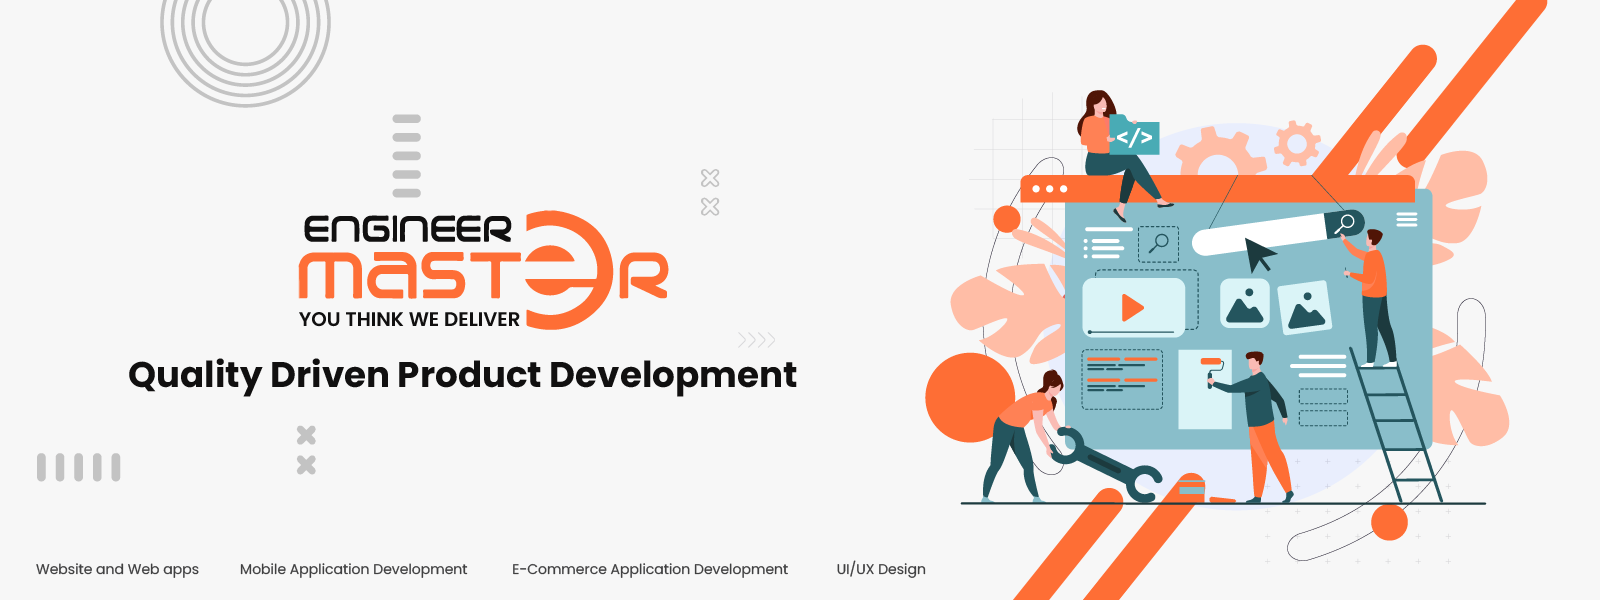 ENGINEER
MASTER
YOU THINK WE DELIVER
Quality Driven Product Development
</>
Website and Web apps
Mobile Application Development
E-Commerce Application Development
UI/UX Design